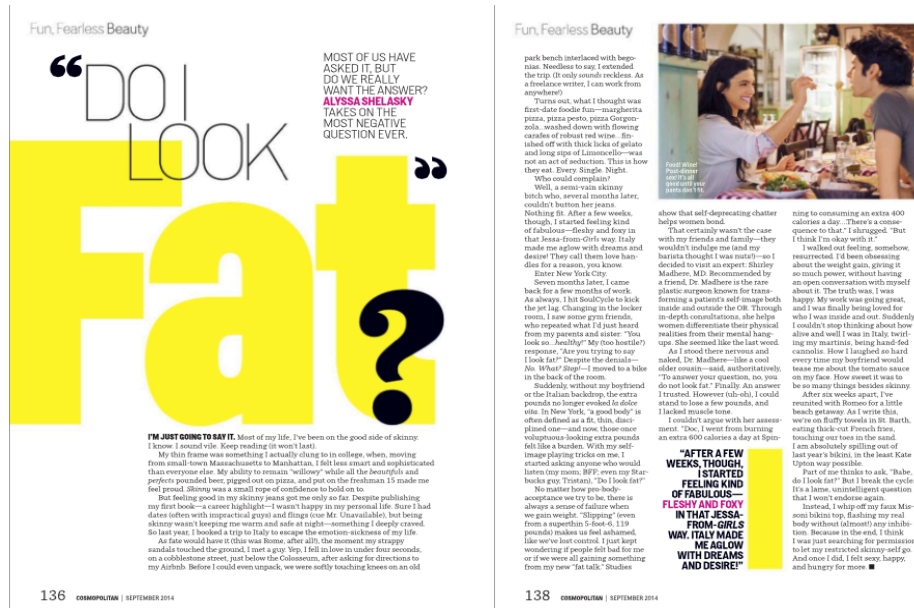 Fun, Fearless Beauty
“DO I
LOOK
Fat”
?
MOST OF US HAVE
ASKED IT, BUT
DO WE REALLY
WANT THE ANSWER?
ALYSSA SHELASKY
TAKES ON THE
MOST NEGATIVE
QUESTION EVER.
I'M JUST GOING TO SAY IT. Most of my life, I've been on the good side of skinny.
I know. I sound vile. Keep reading (it won't last).
My thin frame was something I actually clung to in college, when, moving
from small-town Massachusetts to Manhattan, I felt less smart and sophisticated
than everyone else. My ability to remain "willowy" while all the beautifuls and
perfects pounded beer, pigged out on pizza, and put on the freshman 15 made me
feel proud. Skinny was a small rope of confidence to hold on to.
But feeling good in my skinny jeans got me only so far. Despite publishing
my first book—a career highlight—I wasn't happy in my personal life. Sure I had
dates (often with impractical guys) and flings (cue Mr. Unavailable), but being
skinny wasn't keeping me warm and safe at night—something I deeply craved.
So last year, I booked a trip to Italy to escape the emotion-sickness of my life.
As fate would have it (this was Rome, after all!), the moment my strappy
sandals touched the ground, I met a guy. Yep, I fell in love in under four seconds,
on a cobblestone street, just below the Colosseum, after asking for directions to
my Airbnb. Before I could even unpack, we were softly touching knees on an old
136 COSMOPOLITAN | SEPTEMBER 2014
Fun, Fearless Beauty
park bench interlaced with bego-
nias. Needless to say, I extended
the trip. (It only sounds reckless. As
a freelance writer, I can work from
anywhere!)
Turns out, what I thought was
first-date foodie fun—margherita
pizza, pizza pesto, pizza Gorgon-
zola...washed down with flowing
carafes of robust red wine...fin-
ished off with thick licks of gelato
and long sips of Limoncello—was
not an act of seduction. This is how
they eat. Every. Single. Night.
Who could complain?
Well, a semi-vain skinny
bitch who, several months later,
couldn't button her jeans.
Nothing fit. After a few weeks,
though, I started feeling kind
of fabulous—fleshy and foxy in
that Jessa-from-Girls way. Italy
made me aglow with dreams and
desire! They call them love han-
dles for a reason, you know.
Enter New York City.
Seven months later, I came
back for a few months of work.
As always, I hit SoulCycle to kick
the jet lag. Changing in the locker
room, I saw some gym friends,
who repeated what I'd just heard
from my parents and sister: "You
look so...healthy!" My (too hostile?)
response, "Are you trying to say
I look fat?" Despite the denials—
No. What? Stop!—I moved to a bike
in the back of the room.
Suddenly, without my boyfriend
or the Italian backdrop, the extra
pounds no longer evoked la dolce
vita. In New York, "a good body" is
often defined as a fit, thin, disci-
plined one—and now, those once
voluptuous-looking extra pounds
felt like a burden. With my self-
image playing tricks on me, I
started asking anyone who would
listen (my mom, BFF, even my Star-
bucks guy, Tristan), "Do I look fat?"
No matter how pro-body-
acceptance we try to be, there is
always a sense of failure when
we gain weight. "Slipping" (even
from a superthin 5-foot-6, 119
pounds) makes us feel ashamed,
like we've lost control. I just kept
wondering if people felt bad for me
or if we were all gaining something
from my new "fat talk." Studies
Food! Wine!
Post-dinner
sex! It's all
good until your
pants don't fit.
show that self-deprecating chatter
helps women bond.
That certainly wasn't the case
with my friends and family—they
wouldn't indulge me (and my
barista thought I was nuts!)—so I
decided to visit an expert: Shirley
Madhere, MD. Recommended by
a friend, Dr. Madhere is the rare
plastic surgeon known for trans-
forming a patient's self-image both
inside and outside the OR. Through
in-depth consultations, she helps
women differentiate their physical
realities from their mental hang-
ups. She seemed like the last word.
As I stood there nervous and
naked, Dr. Madhere—like a cool
older cousin—said, authoritatively,
"To answer your question, no, you
do not look fat." Finally. An answer
I trusted. However (uh-oh), I could
stand to lose a few pounds, and
I lacked muscle tone.
I couldn't argue with her assess-
ment. "Doc, I went from burning
an extra 600 calories a day at Spin-
"AFTER A FEW
WEEKS, THOUGH,
I STARTED
FEELING KIND
OF FABULOUS—
FLESHY AND FOXY
IN THAT JESSA-
FROM-GIRLS
WAY. ITALY MADE
ME AGLOW
WITH DREAMS
AND DESIRE!"
ning to consuming an extra 400
calories a day...There's a conse-
quence to that." I shrugged. "But
I think I'm okay with it."
I walked out feeling, somehow,
resurrected. I'd been obsessing
about the weight gain, giving it
so much power, without having
an open conversation with myself
about it. The truth was, I was
happy. My work was going great,
and I was finally being loved for
who I was inside and out. Suddenly
I couldn't stop thinking about how
alive and well I was in Italy, twirl-
ing my martinis, being hand-fed
cannolis. How I laughed so hard
every time my boyfriend would
tease me about the tomato sauce
on my face. How sweet it was to
be so many things besides skinny.
After six weeks apart, I've
reunited with Romeo for a little
beach getaway. As I write this,
we're on fluffy towels in St. Barth,
eating thick-cut French fries,
touching our toes in the sand.
I am absolutely spilling out of
last year's bikini, in the least Kate
Upton way possible.
Part of me thinks to ask, "Babe,
do I look fat?" But I break the cycle.
It's a lame, unintelligent question
that I won't endorse again.
Instead, I whip off my faux Mis-
soni bikini top, flashing my real
body without (almost!) any inhibi-
tion. Because in the end, I think
I was just searching for permission
to let my restricted skinny-self go.
And once I did, I felt sexy, happy,
and hungry for more. ■
138 COSMOPOLITAN | SEPTEMBER 2014